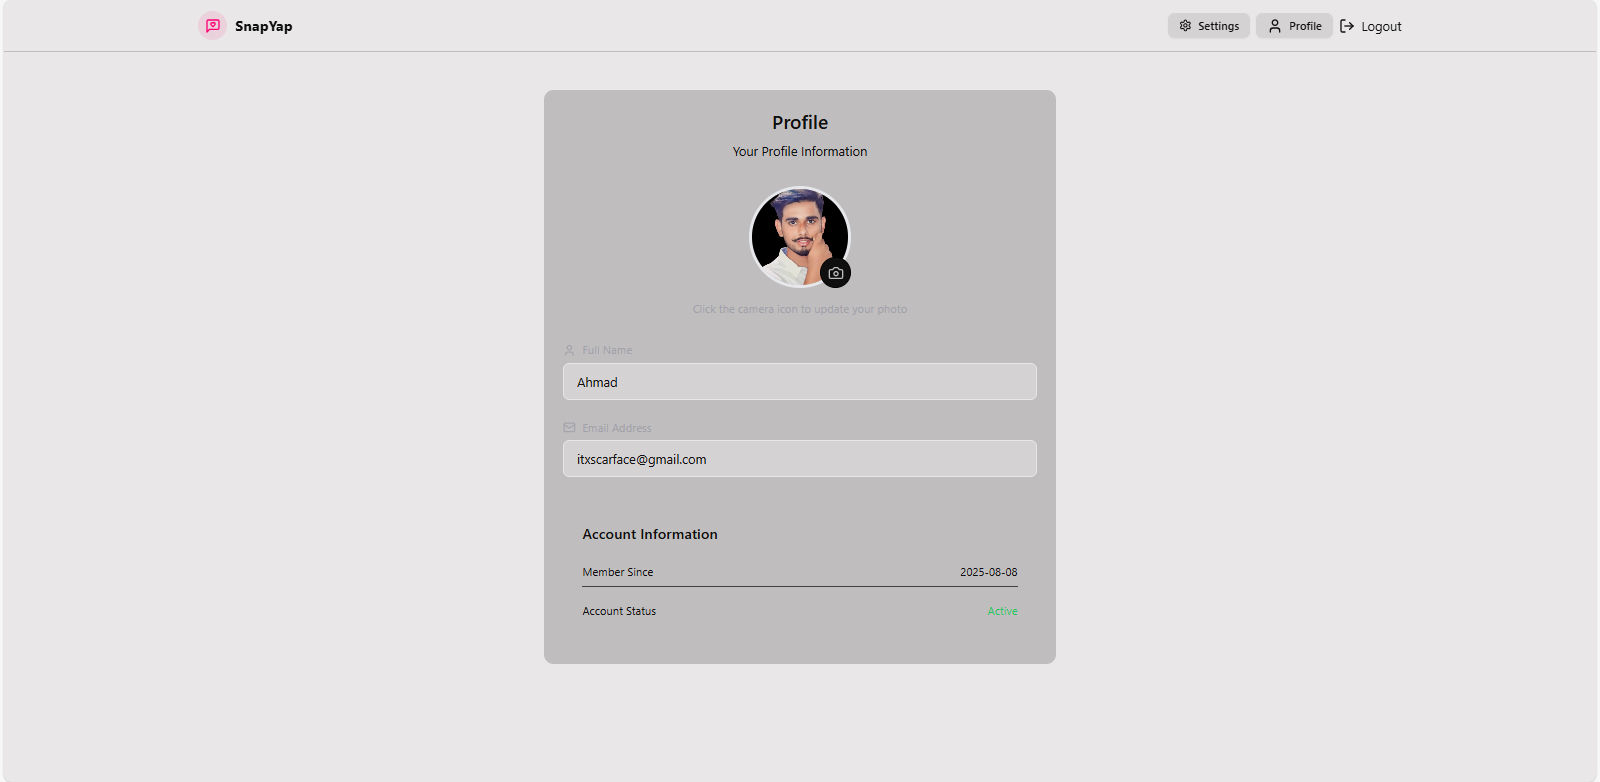 SnapYap
Settings
Profile
Logout
Profile
Your Profile Information
Click the camera icon to update your photo
Full Name
Ahmad
Email Address
itxscarface@gmail.com
Account Information
Member Since 2025-08-08
Account Status Active